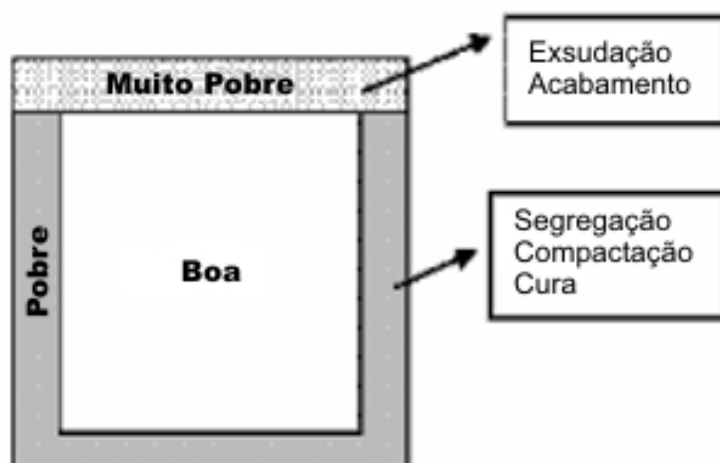 Muito Pobre
Exsudação
Acabamento
Pobre
Boa
Segregação
Compactação
Cura